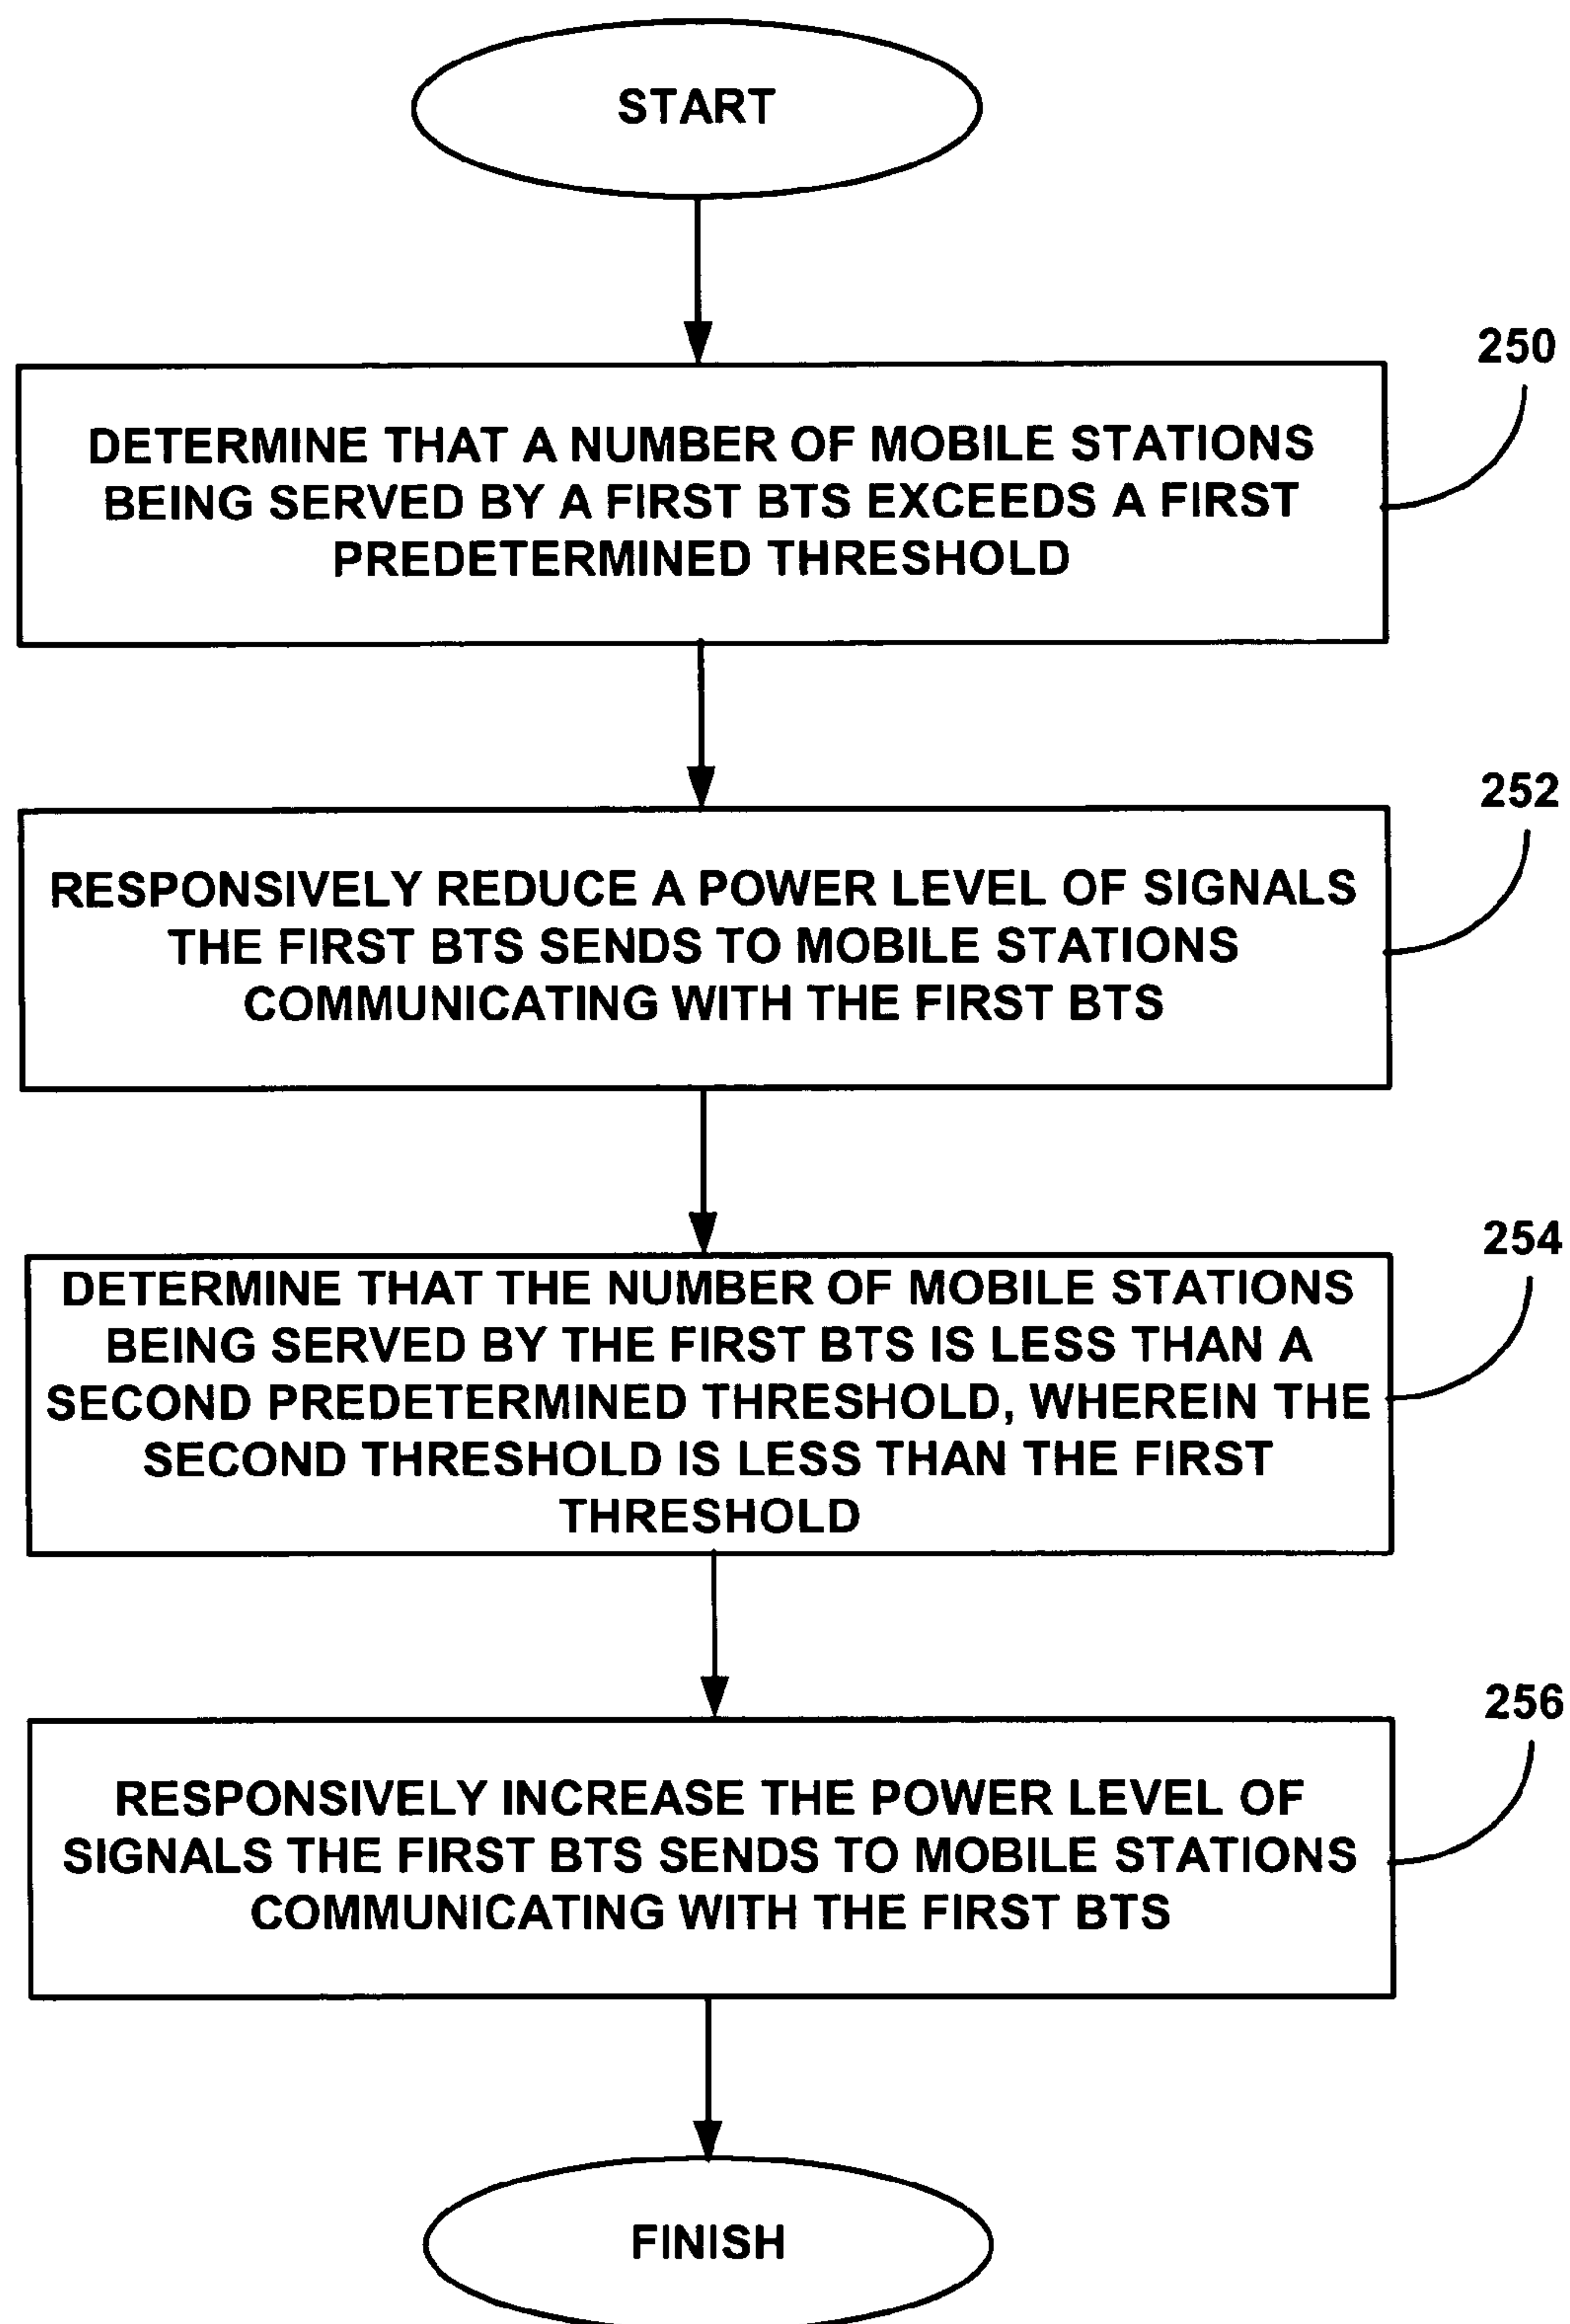 START
250
DETERMINE THAT A NUMBER OF MOBILE STATIONS
BEING SERVED BY A FIRST BTS EXCEEDS A FIRST
PREDETERMINED THRESHOLD
252
RESPONSIVELY REDUCE A POWER LEVEL OF SIGNALS
THE FIRST BTS SENDS TO MOBILE STATIONS
COMMUNICATING WITH THE FIRST BTS
254
DETERMINE THAT THE NUMBER OF MOBILE STATIONS
BEING SERVED BY THE FIRST BTS IS LESS THAN A
SECOND PREDETERMINED THRESHOLD, WHEREIN THE
SECOND THRESHOLD IS LESS THAN THE FIRST
THRESHOLD
256
RESPONSIVELY INCREASE THE POWER LEVEL OF
SIGNALS THE FIRST BTS SENDS TO MOBILE STATIONS
COMMUNICATING WITH THE FIRST BTS
FINISH